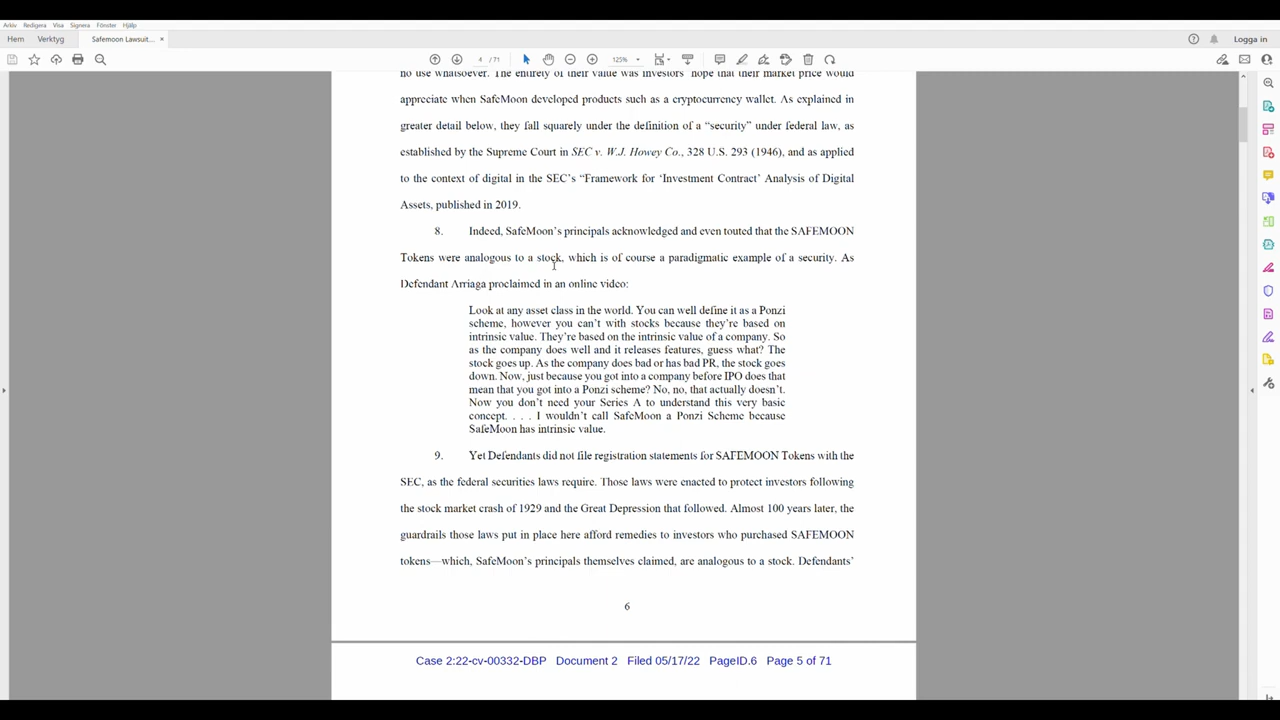 Arkiv Redigera Visa Signera Fönster Hjälp
Hem Verktyg Safemoon Lawsuit... × Logga in
4 / 71 125%
no use whatsoever. The entirety of their value was investors' hope that their market price would
appreciate when SafeMoon developed products such as a cryptocurrency wallet. As explained in
greater detail below, they fall squarely under the definition of a “security” under federal law, as
established by the Supreme Court in SEC v. W.J. Howey Co., 328 U.S. 293 (1946), and as applied
to the context of digital in the SEC’s “Framework for ‘Investment Contract’ Analysis of Digital
Assets, published in 2019.
8. Indeed, SafeMoon’s principals acknowledged and even touted that the SAFEMOON
Tokens were analogous to a stock, which is of course a paradigmatic example of a security. As
Defendant Arriaga proclaimed in an online video:
Look at any asset class in the world. You can well define it as a Ponzi
scheme, however you can’t with stocks because they’re based on
intrinsic value. They’re based on the intrinsic value of a company. So
as the company does well and it releases features, guess what? The
stock goes up. As the company does bad or has bad PR, the stock goes
down. Now, just because you got into a company before IPO does that
mean that you got into a Ponzi scheme? No, no, that actually doesn’t.
Now you don’t need your Series A to understand this very basic
concept. . . . I wouldn’t call SafeMoon a Ponzi Scheme because
SafeMoon has intrinsic value.
9. Yet Defendants did not file registration statements for SAFEMOON Tokens with the
SEC, as the federal securities laws require. Those laws were enacted to protect investors following
the stock market crash of 1929 and the Great Depression that followed. Almost 100 years later, the
guardrails those laws put in place here afford remedies to investors who purchased SAFEMOON
tokens—which, SafeMoon’s principals themselves claimed, are analogous to a stock. Defendants’
6
Case 2:22-cv-00332-DBP Document 2 Filed 05/17/22 PageID.6 Page 5 of 71